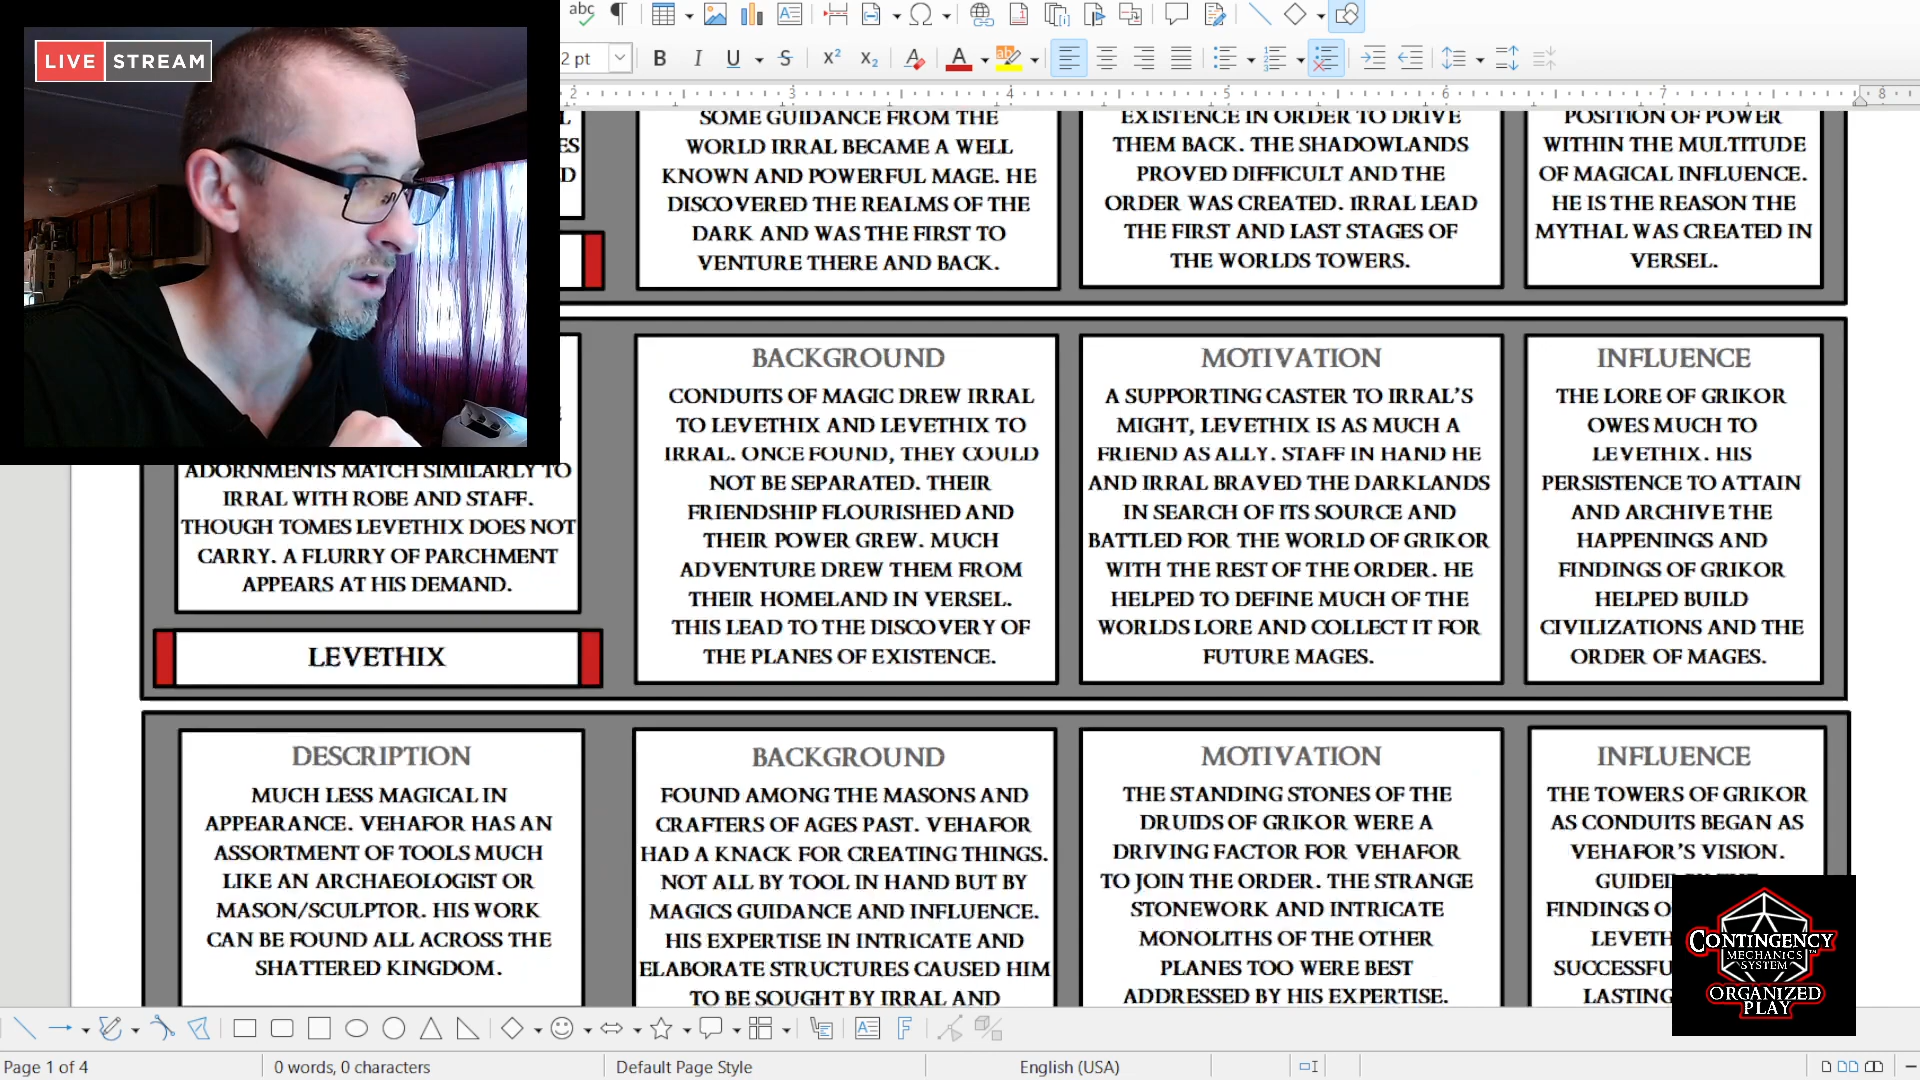 LIVE STREAM
2 pt
2 3 4 5 6 7 8
SOME GUIDANCE FROM THE
WORLD IRRAL BECAME A WELL
KNOWN AND POWERFUL MAGE. HE
DISCOVERED THE REALMS OF THE
DARK AND WAS THE FIRST TO
VENTURE THERE AND BACK.
EXISTENCE IN ORDER TO DRIVE
THEM BACK. THE SHADOWLANDS
PROVED DIFFICULT AND THE
ORDER WAS CREATED. IRRAL LEAD
THE FIRST AND LAST STAGES OF
THE WORLDS TOWERS.
POSITION OF POWER
WITHIN THE MULTITUDE
OF MAGICAL INFLUENCE.
HE IS THE REASON THE
MYTHAL WAS CREATED IN
VERSEL.
ADORNMENTS MATCH SIMILARLY TO
IRRAL WITH ROBE AND STAFF.
THOUGH TOMES LEVETHIX DOES NOT
CARRY. A FLURRY OF PARCHMENT
APPEARS AT HIS DEMAND.
LEVETHIX
BACKGROUND
CONDUITS OF MAGIC DREW IRRAL
TO LEVETHIX AND LEVETHIX TO
IRRAL. ONCE FOUND, THEY COULD
NOT BE SEPARATED. THEIR
FRIENDSHIP FLOURISHED AND
THEIR POWER GREW. MUCH
ADVENTURE DREW THEM FROM
THEIR HOMELAND IN VERSEL.
THIS LEAD TO THE DISCOVERY OF
THE PLANES OF EXISTENCE.
MOTIVATION
A SUPPORTING CASTER TO IRRAL'S
MIGHT, LEVETHIX IS AS MUCH A
FRIEND AS ALLY. STAFF IN HAND HE
AND IRRAL BRAVED THE DARKLANDS
IN SEARCH OF ITS SOURCE AND
BATTLED FOR THE WORLD OF GRIKOR
WITH THE REST OF THE ORDER. HE
HELPED TO DEFINE MUCH OF THE
WORLDS LORE AND COLLECT IT FOR
FUTURE MAGES.
INFLUENCE
THE LORE OF GRIKOR
OWES MUCH TO
LEVETHIX. HIS
PERSISTENCE TO ATTAIN
AND ARCHIVE THE
HAPPENINGS AND
FINDINGS OF GRIKOR
HELPED BUILD
CIVILIZATIONS AND THE
ORDER OF MAGES.
DESCRIPTION
MUCH LESS MAGICAL IN
APPEARANCE. VEHAFOR HAS AN
ASSORTMENT OF TOOLS MUCH
LIKE AN ARCHAEOLOGIST OR
MASON/SCULPTOR. HIS WORK
CAN BE FOUND ALL ACROSS THE
SHATTERED KINGDOM.
BACKGROUND
FOUND AMONG THE MASONS AND
CRAFTERS OF AGES PAST. VEHAFOR
HAD A KNACK FOR CREATING THINGS.
NOT ALL BY TOOL IN HAND BUT BY
MAGICS GUIDANCE AND INFLUENCE.
HIS EXPERTISE IN INTRICATE AND
ELABORATE STRUCTURES CAUSED HIM
TO BE SOUGHT BY IRRAL AND
MOTIVATION
THE STANDING STONES OF THE
DRUIDS OF GRIKOR WERE A
DRIVING FACTOR FOR VEHAFOR
TO JOIN THE ORDER. THE STRANGE
STONEWORK AND INTRICATE
MONOLITHS OF THE OTHER
PLANES TOO WERE BEST
ADDRESSED BY HIS EXPERTISE.
INFLUENCE
THE TOWERS OF GRIKOR
AS CONDUITS BEGAN AS
VEHAFOR'S VISION.
FINDINGS
LASTING
CONTINGENCY
MECHANICS
SYSTEM
ORGANIZED
PLAY
Page 1 of 4
0 words, 0 characters
Default Page Style
English (USA)